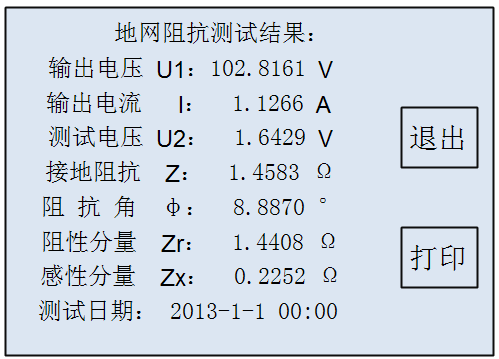 地网阻抗测试结果：
输出电压 U1：102.8161 V
输出电流 I： 1.1266 A
测试电压 U2： 1.6429 V
接地阻抗 Z： 1.4583 Ω
阻 抗 角 φ： 8.8870 °
阻性分量 Zr： 1.4408 Ω
感性分量 Zx： 0.2252 Ω
测试日期： 2013-1-1 00:00
退出
打印